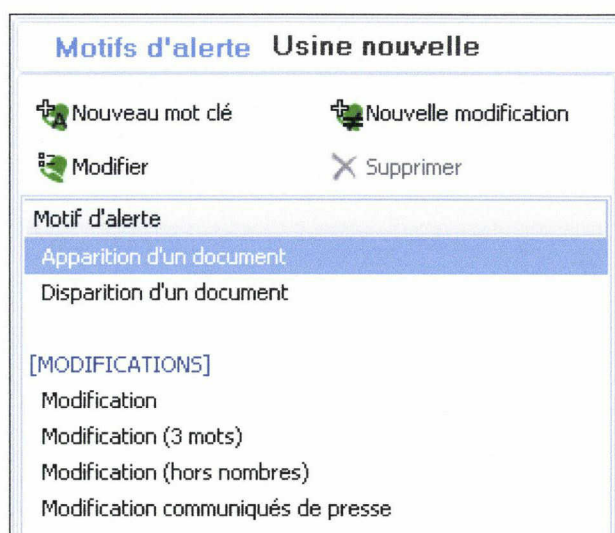 Motifs d'alerte Usine nouvelle
Nouveau mot clé Nouvelle modification
Modifier Supprimer
Motif d'alerte
Apparition d'un document
Disparition d'un document
[MODIFICATIONS]
Modification
Modification (3 mots)
Modification (hors nombres)
Modification communiqués de presse